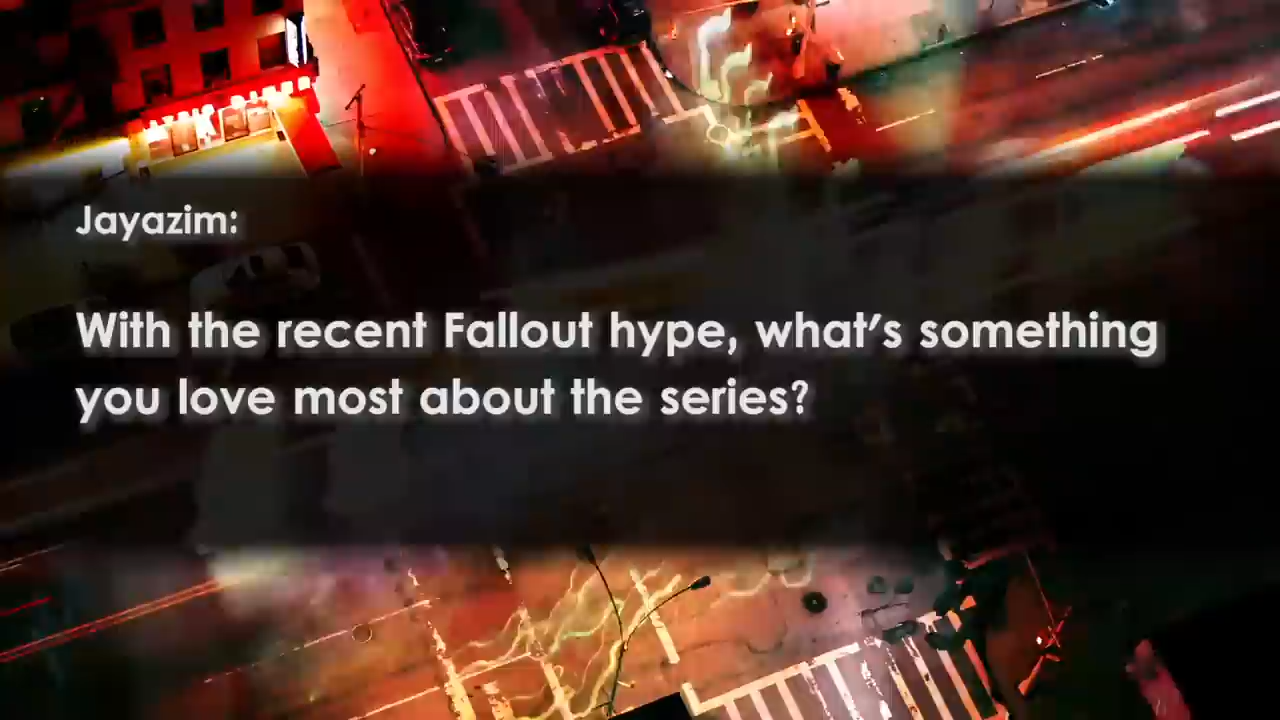 Jayazim:
With the recent Fallout hype, what's something
you love most about the series?